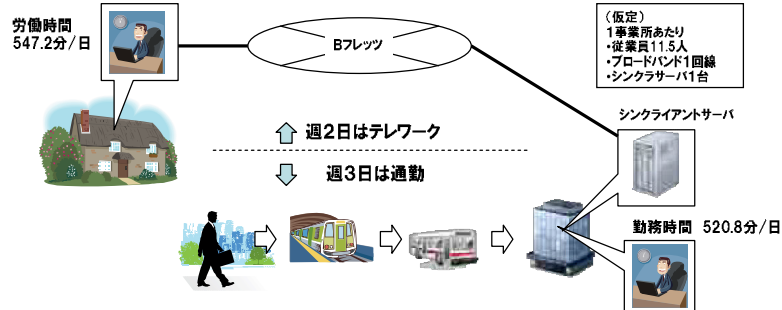 労働時間
547.2分/日
Bフレッツ
（仮定）
1事業所あたり
・従業員11.5人
・ブロードバンド1回線
・シンクラサーバ1台
シンクライアントサーバ
週2日はテレワーク
週3日は通勤
勤務時間 520.8分/日